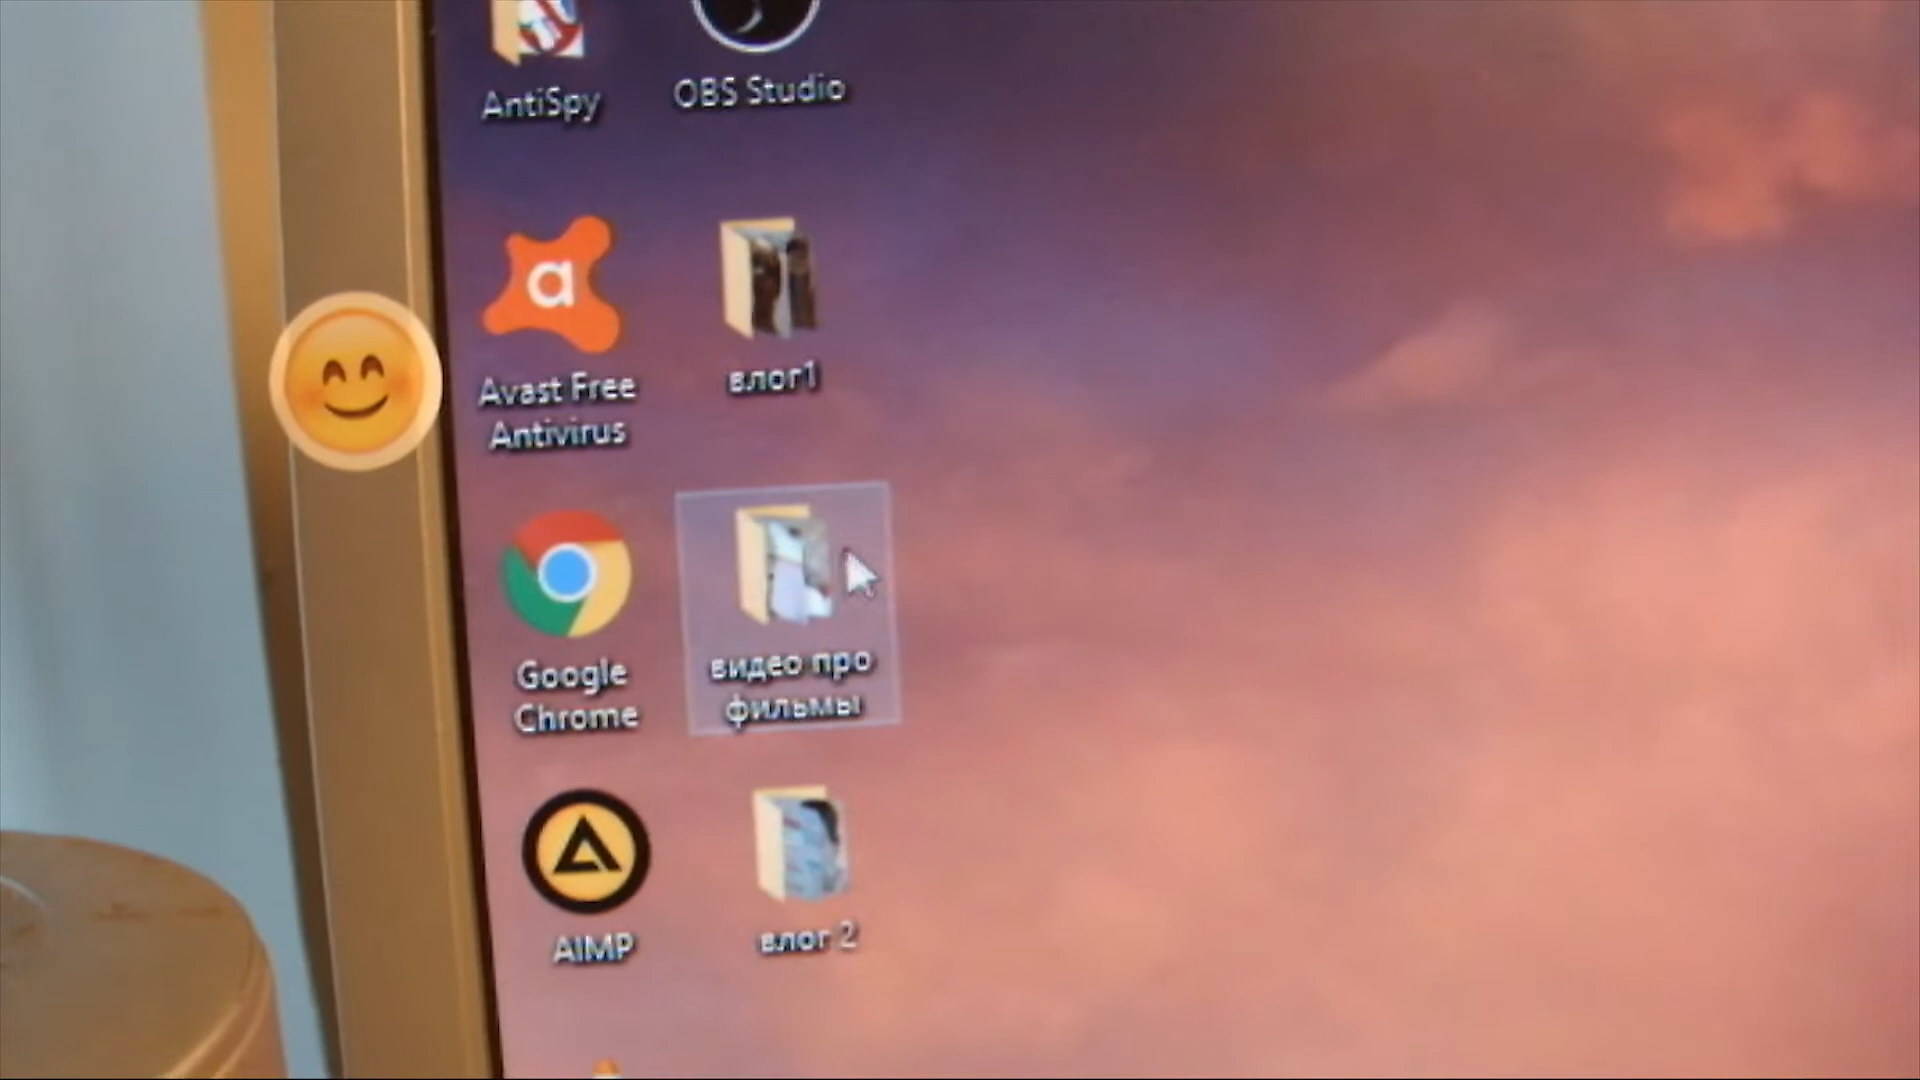 AntiSpy
OBS Studio
a
Avast Free
Antivirus
влог1
Google
Chrome
видео про
фильмы
AIMP
влог 2